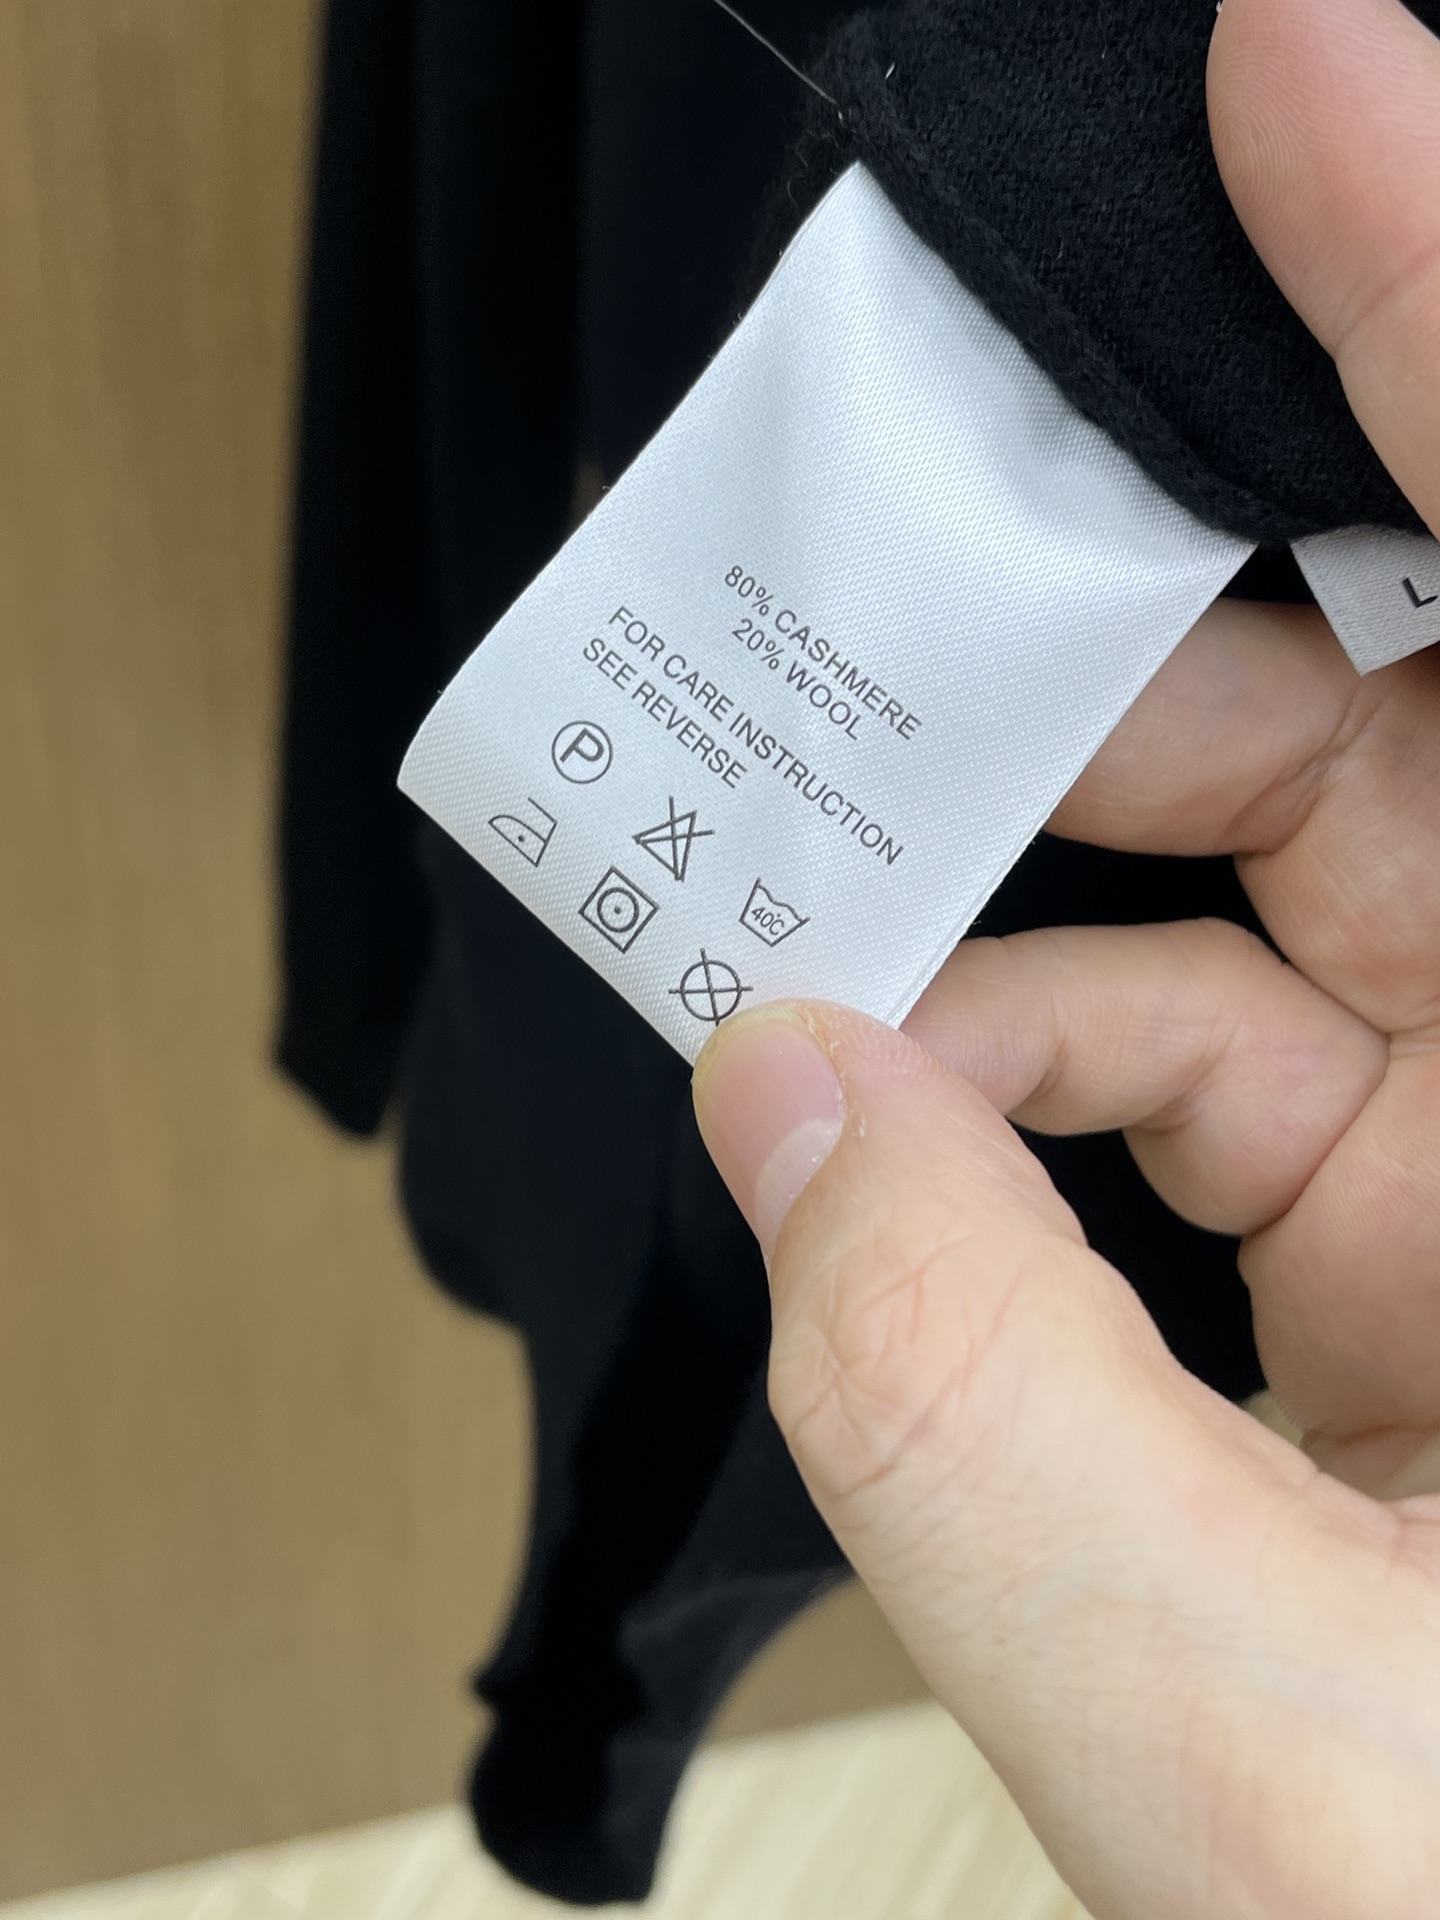 80% CASHMERE
20% WOOL
FOR CARE INSTRUCTION
SEE REVERSE
P
40°C
L